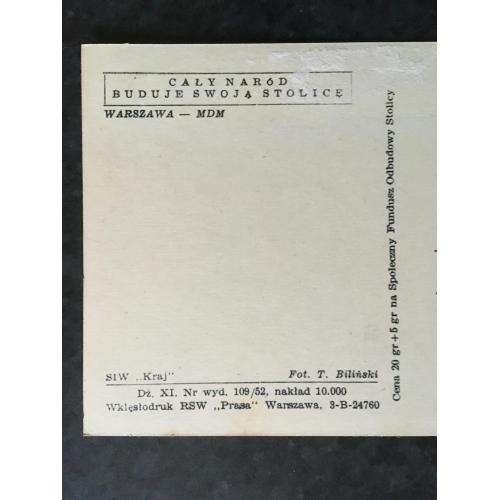 CAŁY NARÓD
BUDUJE SWOJĄ STOLICĘ
WARSZAWA — MDM
SIW „Kraj"
Fot. T. Biliński
Dz. XI, Nr wyd. 109/52, nakład 10.000
Wklęsłodruk RSW „Prasa" Warszawa, 3-B-24760
Cena 20 gr+5 gr na Społeczny Fundusz Odbudowy Stolicy